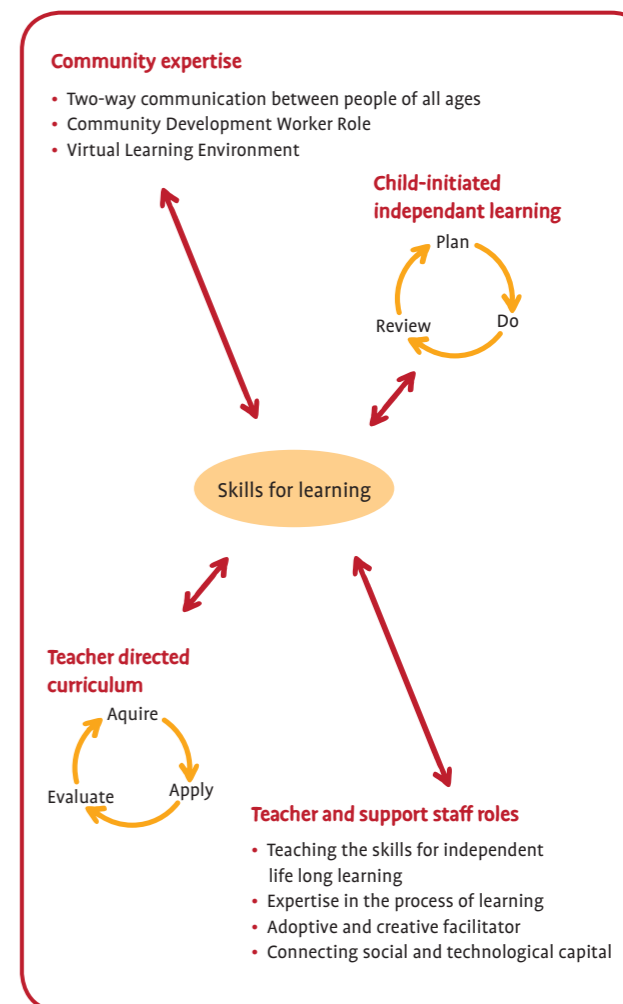 Community expertise
• Two-way communication between people of all ages
• Community Development Worker Role
• Virtual Learning Environment
Child-initiated
independant learning
Plan
Do
Review
Skills for learning
Teacher directed
curriculum
Aquire
Apply
Evaluate
Teacher and support staff roles
• Teaching the skills for independent
life long learning
• Expertise in the process of learning
• Adoptive and creative facilitator
• Connecting social and technological capital